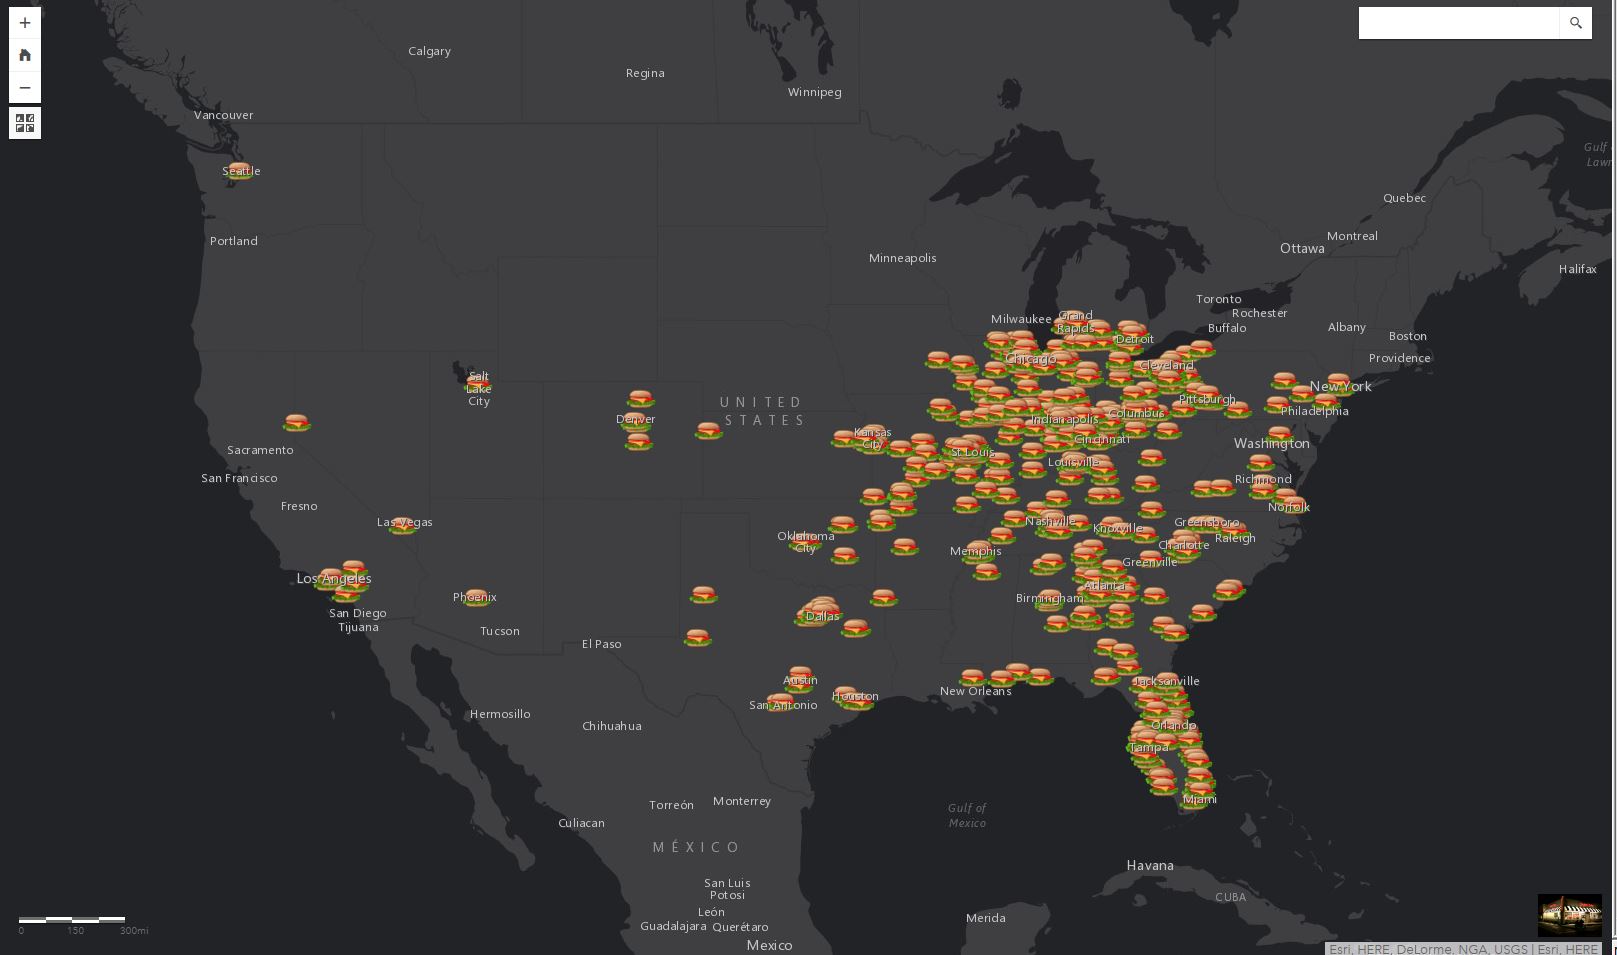 +
−
Calgary
Regina
Winnipeg
Vancouver
Gulf
Lawr
Seattle
Quebec
Portland
Montreal
Ottawa
Minneapolis
Halifax
Toronto
Rochester
Milwaukee
Grand
Rapids
Buffalo
Albany
Boston
Detroit
Chicago
Providence
Cleveland
Salt
Lake
City
New York
UNITED
STATES
Pittsburgh
Philadelphia
Denver
Indianapolis
Columbus
Kansas
City
Cincinnati
Washington
Sacramento
St Louis
Louisville
San Francisco
Richmond
Fresno
Norfolk
Las Vegas
Nashville
Knoxville
Greensboro
Raleigh
Oklahoma
City
Memphis
Charlotte
Greenville
Los Angeles
Atlanta
Phoenix
Birmingham
San Diego
Tijuana
Dallas
Tucson
El Paso
Austin
Jacksonville
New Orleans
Houston
San Antonio
Hermosillo
Chihuahua
Orlando
Tampa
Torreón
Monterrey
Miami
Gulf of
Mexico
Culiacan
MÉXICO
Havana
San Luis
Potosi
CUBA
León
Merida
Guadalajara
Querétaro
Mexico
0 150 300mi
Esri, HERE, DeLorme, NGA, USGS | Esri, HERE